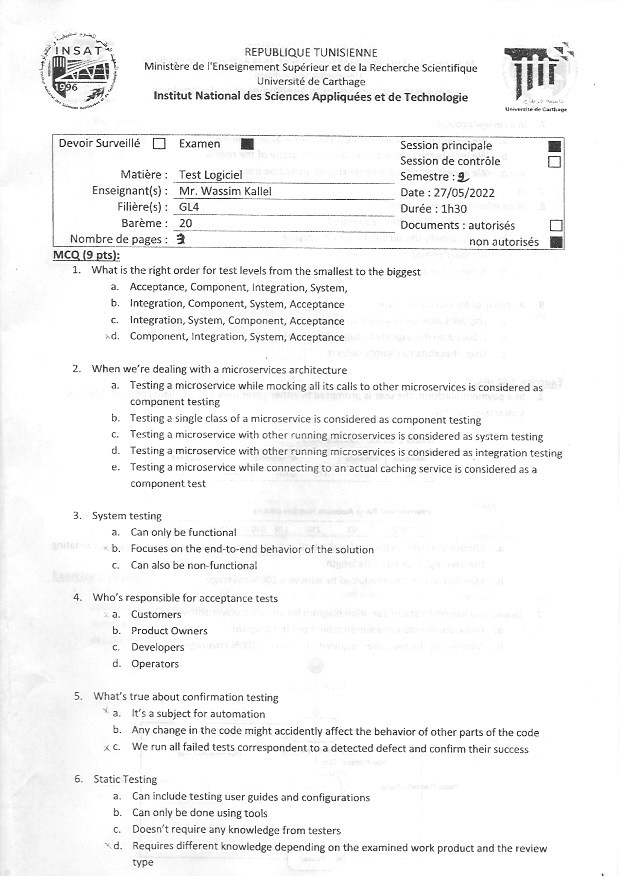 INSAT
1996
REPUBLIQUE TUNISIENNE
Ministère de l'Enseignement Supérieur et de la Recherche Scientifique
Université de Carthage
Institut National des Sciences Appliquées et de Technologie
Université de Carthage
Devoir Surveillé Examen
Session principale
Session de contrôle
Matière : Test Logiciel
Semestre : 2
Enseignant(s) : Mr. Wassim Kallel
Date : 27/05/2022
Filière(s) : GL4
Durée : 1h30
Barème : 20
Documents : autorisés
Nombre de pages : 3
non autorisés
MCQ (9 pts):
1. What is the right order for test levels from the smallest to the biggest
a. Acceptance, Component, Integration, System,
b. Integration, Component, System, Acceptance
c. Integration, System, Component, Acceptance
d. Component, Integration, System, Acceptance
2. When we're dealing with a microservices architecture
a. Testing a microservice while mocking all its calls to other microservices is considered as
component testing
b. Testing a single class of a microservice is considered as component testing
c. Testing a microservice with other running microservices is considered as system testing
d. Testing a microservice with other running microservices is considered as integration testing
e. Testing a microservice while connecting to an actual caching service is considered as a
component test
3. System testing
a. Can only be functional
b. Focuses on the end-to-end behavior of the solution
c. Can also be non-functional
4. Who's responsible for acceptance tests
a. Customers
b. Product Owners
c. Developers
d. Operators
5. What's true about confirmation testing
a. It's a subject for automation
b. Any change in the code might accidently affect the behavior of other parts of the code
c. We run all failed tests correspondent to a detected defect and confirm their success
6. Static Testing
a. Can include testing user guides and configurations
b. Can only be done using tools
c. Doesn't require any knowledge from testers
d. Requires different knowledge depending on the examined work product and the review
type